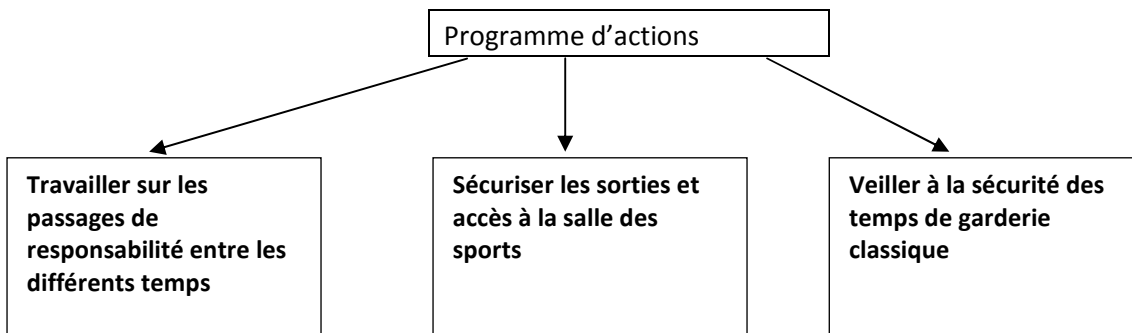 Programme d’actions
Travailler sur les
passages de
responsabilité entre les
différents temps
Sécuriser les sorties et
accès à la salle des
sports
Veiller à la sécurité des
temps de garderie
classique